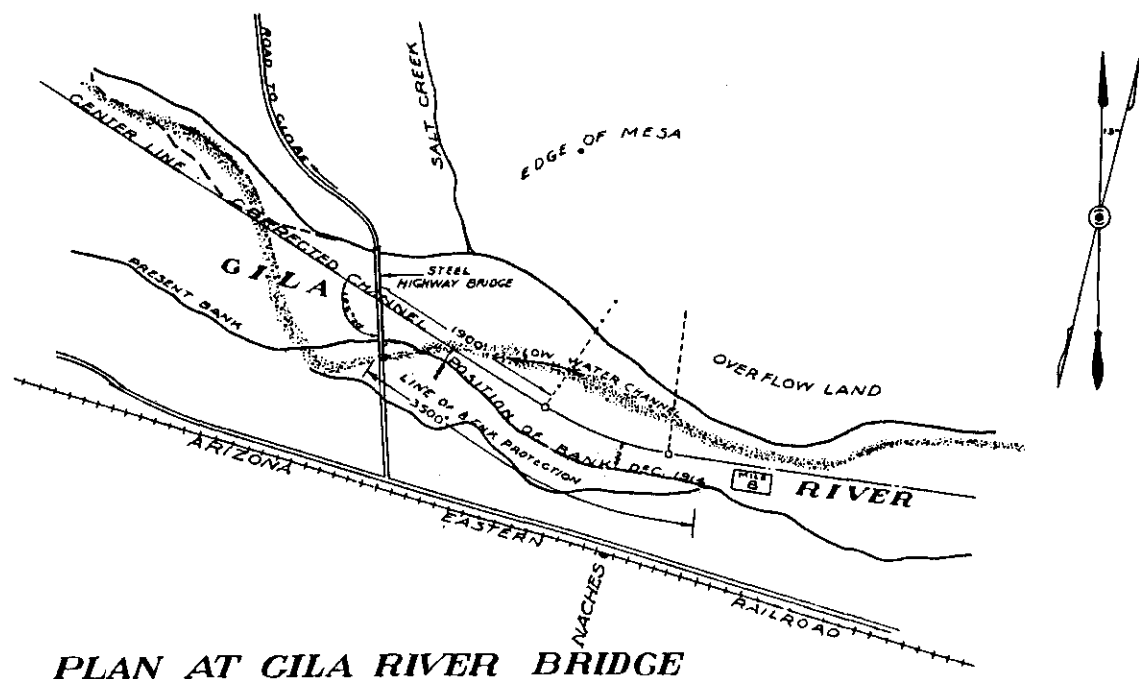 ROAD TO GLOBE
SALT CREEK
EDGE OF MESA
13°
CENTER LINE CORRECTED CHANNEL
GILA
STEEL
HIGHWAY BRIDGE
PRESENT BANK
1900'
LOW WATER CHANNEL
OVERFLOW LAND
POSITION OF BANK DEC. 1914
LINE OF BANK PROTECTION
3500'
MILE
8
RIVER
ARIZONA
EASTERN
RAILROAD
NACHES
PLAN AT GILA RIVER BRIDGE